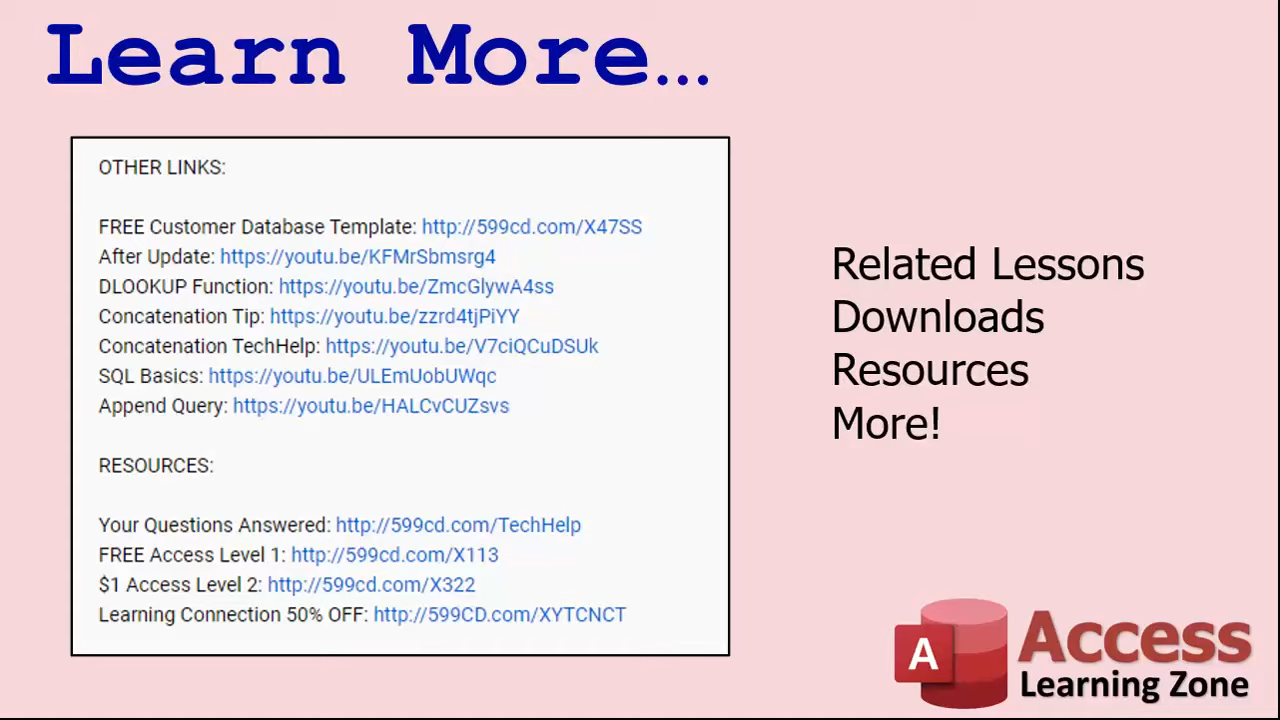 Learn More...
OTHER LINKS:
FREE Customer Database Template: http://599cd.com/X47SS
After Update: https://youtu.be/KFMrSbmsrg4
DLOOKUP Function: https://youtu.be/ZmcGlywA4ss
Concatenation Tip: https://youtu.be/zzrd4tjPiYY
Concatenation TechHelp: https://youtu.be/V7ciQCuDSUk
SQL Basics: https://youtu.be/ULEmUobUWqc
Append Query: https://youtu.be/HALCvCUZsvs
RESOURCES:
Your Questions Answered: http://599cd.com/TechHelp
FREE Access Level 1: http://599cd.com/X113
$1 Access Level 2: http://599cd.com/X322
Learning Connection 50% OFF: http://599CD.com/XYTCNCT
Related Lessons
Downloads
Resources
More!
A
Access
Learning Zone